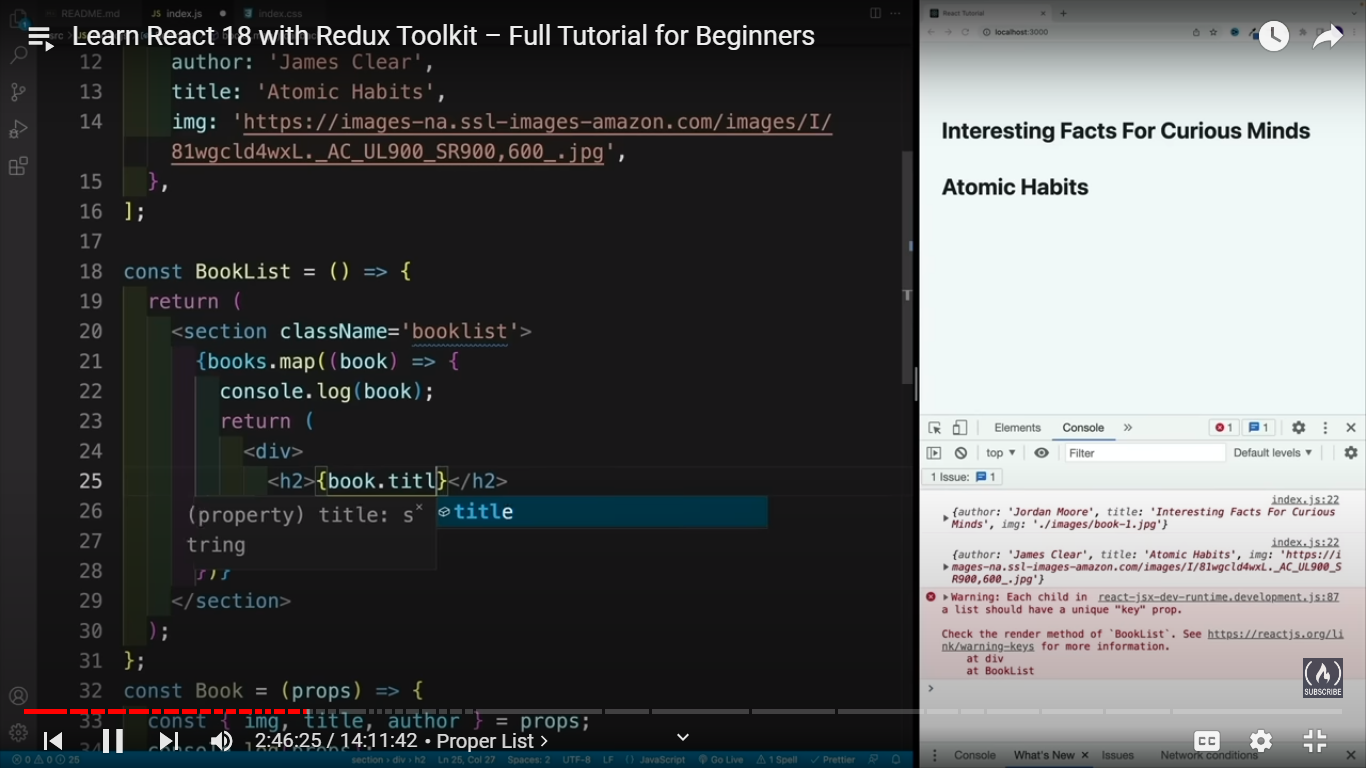 README.md
JS index.js
index.css
Learn React 18 with Redux Toolkit – Full Tutorial for Beginners
12 author: 'James Clear',
13 title: 'Atomic Habits',
14 img: 'https://images-na.ssl-images-amazon.com/images/I/
81wgcld4wxL._AC_UL900_SR900,600_.jpg',
15 },
16 ];
17
18 const BookList = () => {
19 return (
20 <section className='booklist'>
21 {books.map((book) => {
22 console.log(book);
23 return (
24 <div>
25 <h2>{book.titl}</h2>
26 (property) title: s× title
27 tring
28 })}
29 </section>
30 );
31 };
32 const Book = (props) => {
33 const { img, title, author } = props;
2:46:25 / 14:11:42 • Proper List >
0 0 25
section › div › h2 Ln 25, Col 27 Spaces: 2 UTF-8 LF {} JavaScript Go Live 1 Spell Prettier
React Tutorial
localhost:3000
Interesting Facts For Curious Minds
Atomic Habits
Elements Console » 1 1
top ▼ Filter Default levels ▼
1 Issue: 1
index.js:22
{author: 'Jordan Moore', title: 'Interesting Facts For Curious
Minds', img: './images/book-1.jpg'}
index.js:22
{author: 'James Clear', title: 'Atomic Habits', img: 'https://i
mages-na.ssl-images-amazon.com/images/I/81wgcld4wxL._AC_UL900_S
R900,600_.jpg'}
Warning: Each child in react-jsx-dev-runtime.development.js:87
a list should have a unique "key" prop.
Check the render method of `BookList`. See https://reactjs.org/li
nk/warning-keys for more information.
at div
at BookList
SUBSCRIBE
CC
Console What's New × Issues Network conditions